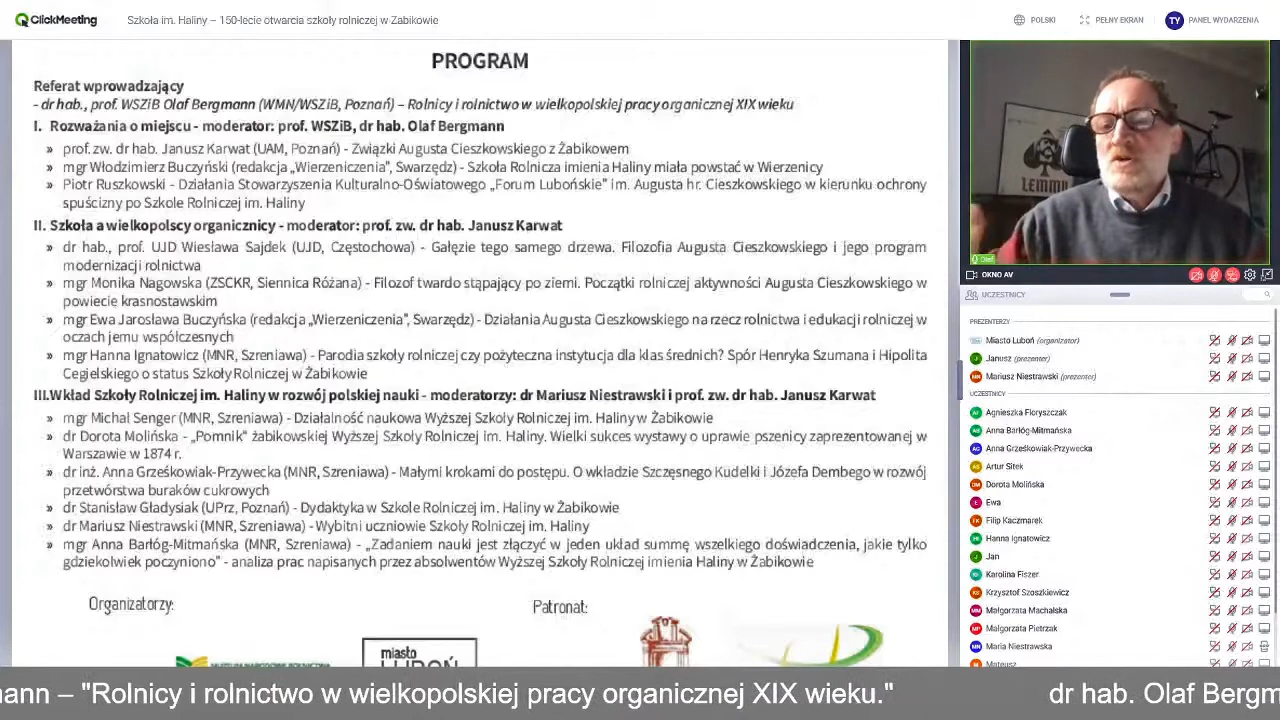 ClickMeeting
Szkoła im. Haliny – 150-lecie otwarcia szkoły rolniczej w Żabikowie
POLSKI
PEŁNY EKRAN
TY
PANEL WYDARZENIA
PROGRAM
Referat wprowadzający
- dr hab., prof. WSZiB Olaf Bergmann (WMN/WSZiB, Poznań) – Rolnicy i rolnictwo w wielkopolskiej pracy organicznej XIX wieku
I. Rozważania o miejscu - moderator: prof. WSZiB, dr hab. Olaf Bergmann
» prof. zw. dr hab. Janusz Karwat (UAM, Poznań) - Związki Augusta Cieszkowskiego z Żabikowem
» mgr Włodzimierz Buczyński (redakcja „Wierzeniczenia”, Swarzędz) - Szkoła Rolnicza imienia Haliny miała powstać w Wierzenicy
» Piotr Ruszkowski - Działania Stowarzyszenia Kulturalno-Oświatowego „Forum Lubońskie” im. Augusta hr. Cieszkowskiego w kierunku ochrony
spuścizny po Szkole Rolniczej im. Haliny
II. Szkoła a wielkopolscy organicznicy - moderator: prof. zw. dr hab. Janusz Karwat
» dr hab., prof. UJD Wiesława Sajdek (UJD, Częstochowa) - Gałęzie tego samego drzewa. Filozofia Augusta Cieszkowskiego i jego program
modernizacji rolnictwa
» mgr Monika Nagowska (ZSCKR, Siennica Różana) - Filozof twardo stąpający po ziemi. Początki rolniczej aktywności Augusta Cieszkowskiego w
powiecie krasnostawskim
» mgr Ewa Jarosława Buczyńska (redakcja „Wierzeniczenia”, Swarzędz) - Działania Augusta Cieszkowskiego na rzecz rolnictwa i edukacji rolniczej w
oczach jemu współczesnych
» mgr Hanna Ignatowicz (MNR, Szreniawa) - Parodia szkoły rolniczej czy pożyteczna instytucja dla klas średnich? Spór Henryka Szumana i Hipolita
Cegielskiego o status Szkoły Rolniczej w Żabikowie
III.Wkład Szkoły Rolniczej im. Haliny w rozwój polskiej nauki - moderatorzy: dr Mariusz Niestrawski i prof. zw. dr hab. Janusz Karwat
» mgr Michał Senger (MNR, Szreniawa) - Działalność naukowa Wyższej Szkoły Rolniczej im. Haliny w Żabikowie
» dr Dorota Molińska - „Pomnik” żabikowskiej Wyższej Szkoły Rolniczej im. Haliny. Wielki sukces wystawy o uprawie pszenicy zaprezentowanej w
Warszawie w 1874 r.
» dr inż. Anna Grześkowiak-Przywecka (MNR, Szreniawa) - Małymi krokami do postępu. O wkładzie Szczęsnego Kudelki i Józefa Dembego w rozwój
przetwórstwa buraków cukrowych
» dr Stanisław Gładysiak (UPrz, Poznań) - Dydaktyka w Szkole Rolniczej im. Haliny w Żabikowie
» dr Mariusz Niestrawski (MNR, Szreniawa) - Wybitni uczniowie Szkoły Rolniczej im. Haliny
» mgr Anna Barłóg-Mitmańska (MNR, Szreniawa) - „Zadaniem nauki jest złączyć w jeden układ summę wszelkiego doświadczenia, jakie tylko
gdziekolwiek poczyniono” - analiza prac napisanych przez absolwentów Wyższej Szkoły Rolniczej imienia Haliny w Żabikowie
Organizatorzy:
Patronat:
miasto
LUBOŃ
LEMMY
Olaf
OKNO AV
UCZESTNICY
PREZENTERZY
Miasto Luboń (organizator)
J Janusz (prezenter)
MN Mariusz Niestrawski (prezenter)
UCZESTNICY
AF Agnieszka Floryszczak
AB Anna Barłóg-Mitmańska
AG Anna Grześkowiak-Przywecka
AS Artur Sitek
DM Dorota Molińska
E Ewa
FK Filip Kaczmarek
HI Hanna Ignatowicz
J Jan
KF Karolina Fiszer
KS Krzysztof Szoszkiewicz
MM Małgorzata Machalska
MP Małgorzata Pietrzak
MN Maria Niestrawska
Mateusz
mann – "Rolnicy i rolnictwo w wielkopolskiej pracy organicznej XIX wieku."
dr hab. Olaf Bergm